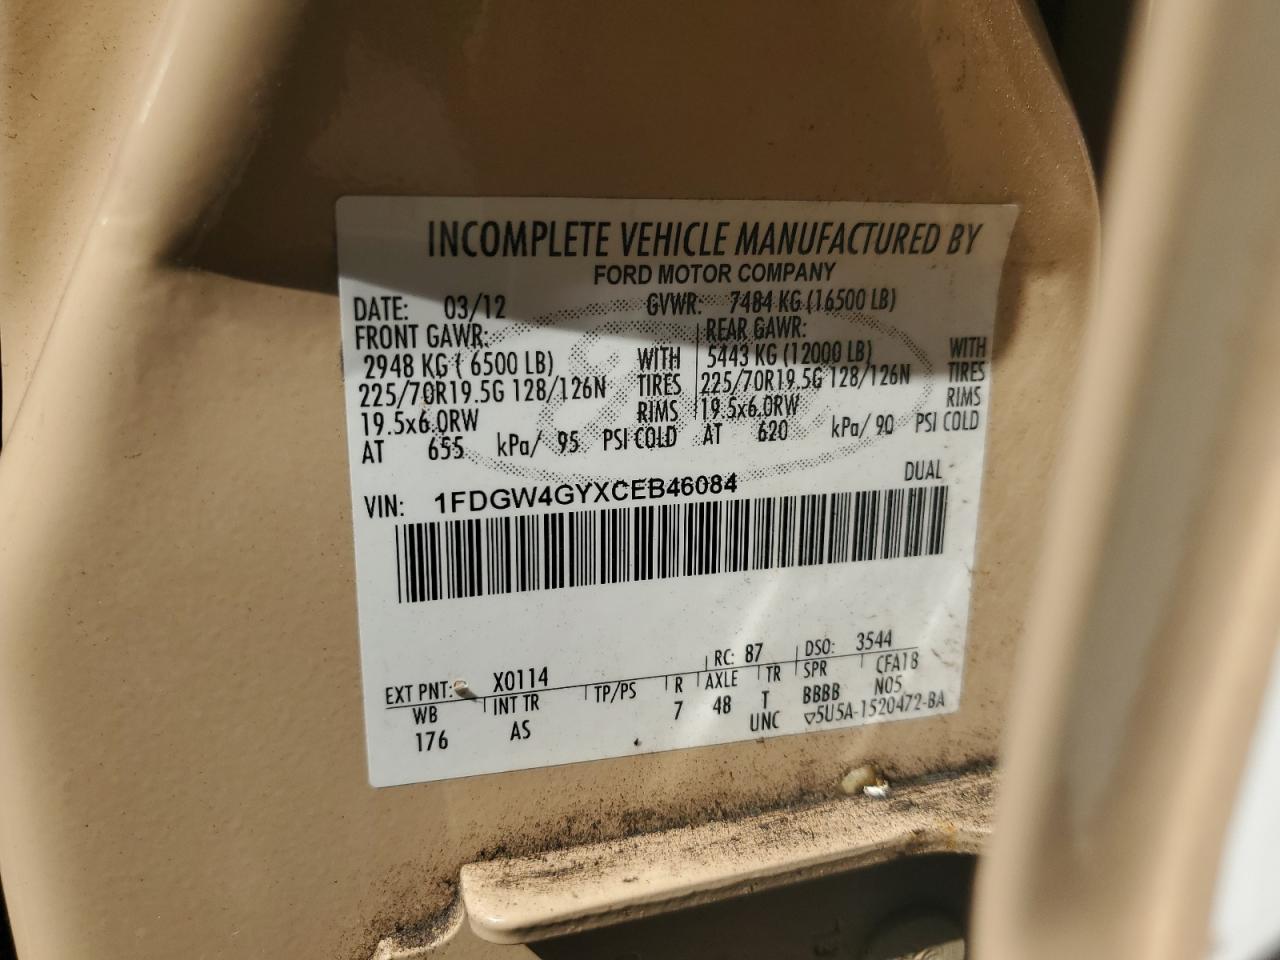 INCOMPLETE VEHICLE MANUFACTURED BY
FORD MOTOR COMPANY
DATE: 03/12 GVWR: 7484 KG (16500 LB)
FRONT GAWR: REAR GAWR:
2948 KG ( 6500 LB) WITH 5443 KG (12000 LB) WITH
225/70R19.5G 128/126N TIRES 225/70R19.5G 128/126N TIRES
19.5x6.0RW RIMS 19.5x6.0RW RIMS
AT 655 kPa/ 95 PSI COLD AT 620 kPa/ 90 PSI COLD
VIN: 1FDGW4GYXCEB46084 DUAL
EXT PNT: X0114 RC: 87 DSO: 3544
WB INT TR TP/PS R AXLE TR SPR CFA18
176 AS 7 48 T BBBB N05
UNC ▽5U5A-1520472-BA